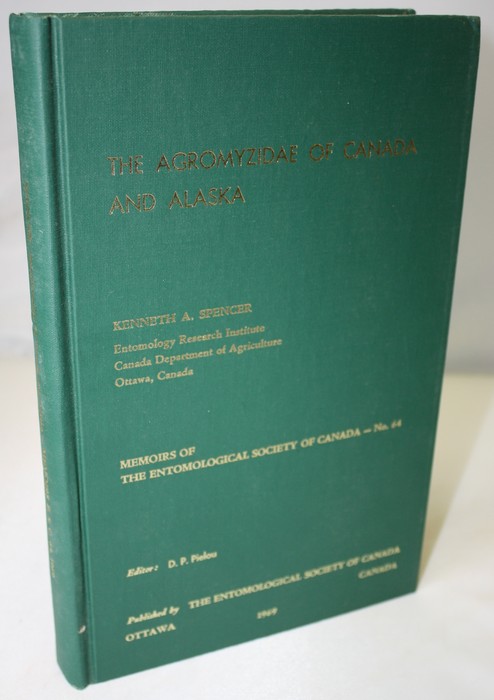 THE AGROMYZIDAE OF CANADA
AND ALASKA
KENNETH A. SPENCER
Entomology Research Institute
Canada Department of Agriculture
Ottawa, Canada
MEMOIRS OF
THE ENTOMOLOGICAL SOCIETY OF CANADA — No. 64
Editor: D. P. Pielou
Published by THE ENTOMOLOGICAL SOCIETY OF CANADA
OTTAWA 1969 CANADA